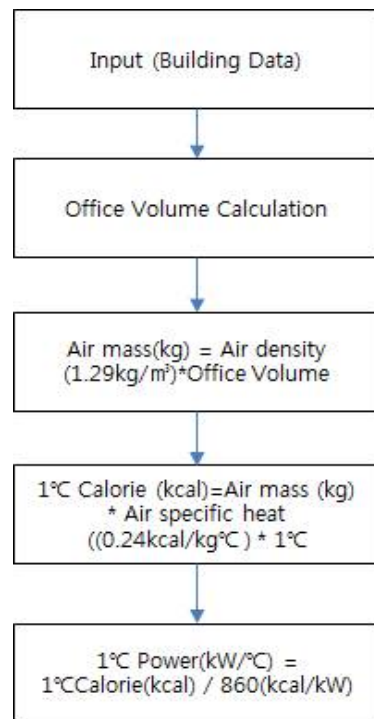 Input (Building Data)
Office Volume Calculation
Air mass(kg) = Air density
(1.29kg/㎥)*Office Volume
1℃ Calorie (kcal)=Air mass (kg)
* Air specific heat
((0.24kcal/kg℃) * 1℃
1℃ Power(kW/℃) =
1℃Calorie(kcal) / 860(kcal/kW)